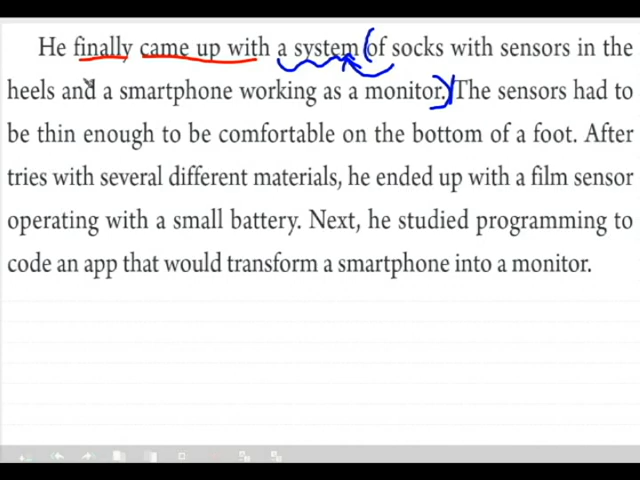 He finally came up with a system of socks with sensors in the
heels and a smartphone working as a monitor. The sensors had to
be thin enough to be comfortable on the bottom of a foot. After
tries with several different materials, he ended up with a film sensor
operating with a small battery. Next, he studied programming to
code an app that would transform a smartphone into a monitor.